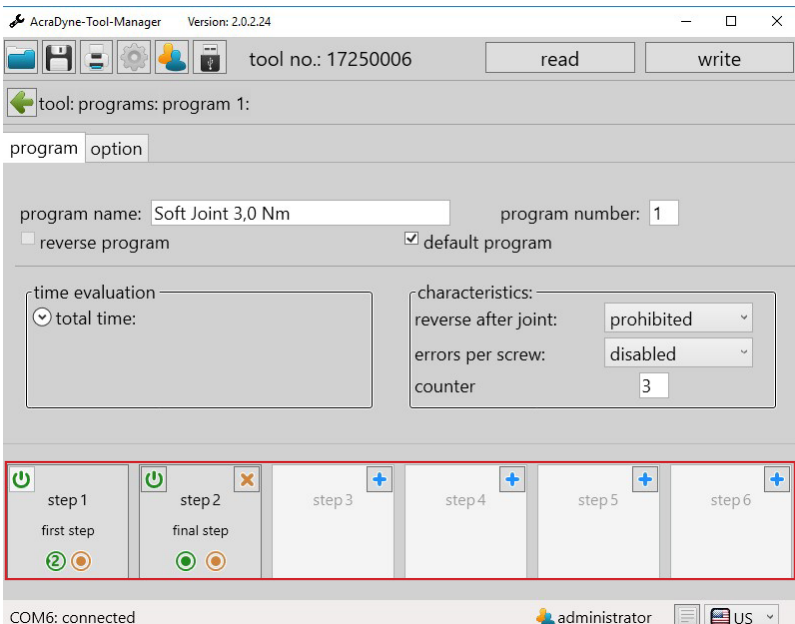 AcraDyne-Tool-Manager Version: 2.0.2.24
tool no.: 17250006 read write
tool: programs: program 1:
program option
program name: Soft Joint 3,0 Nm program number: 1
reverse program default program
time evaluation characteristics:
total time: reverse after joint: prohibited
errors per screw: disabled
counter 3
step 1 step 2 step 3 step 4 step 5 step 6
first step final step
2
COM6: connected administrator US